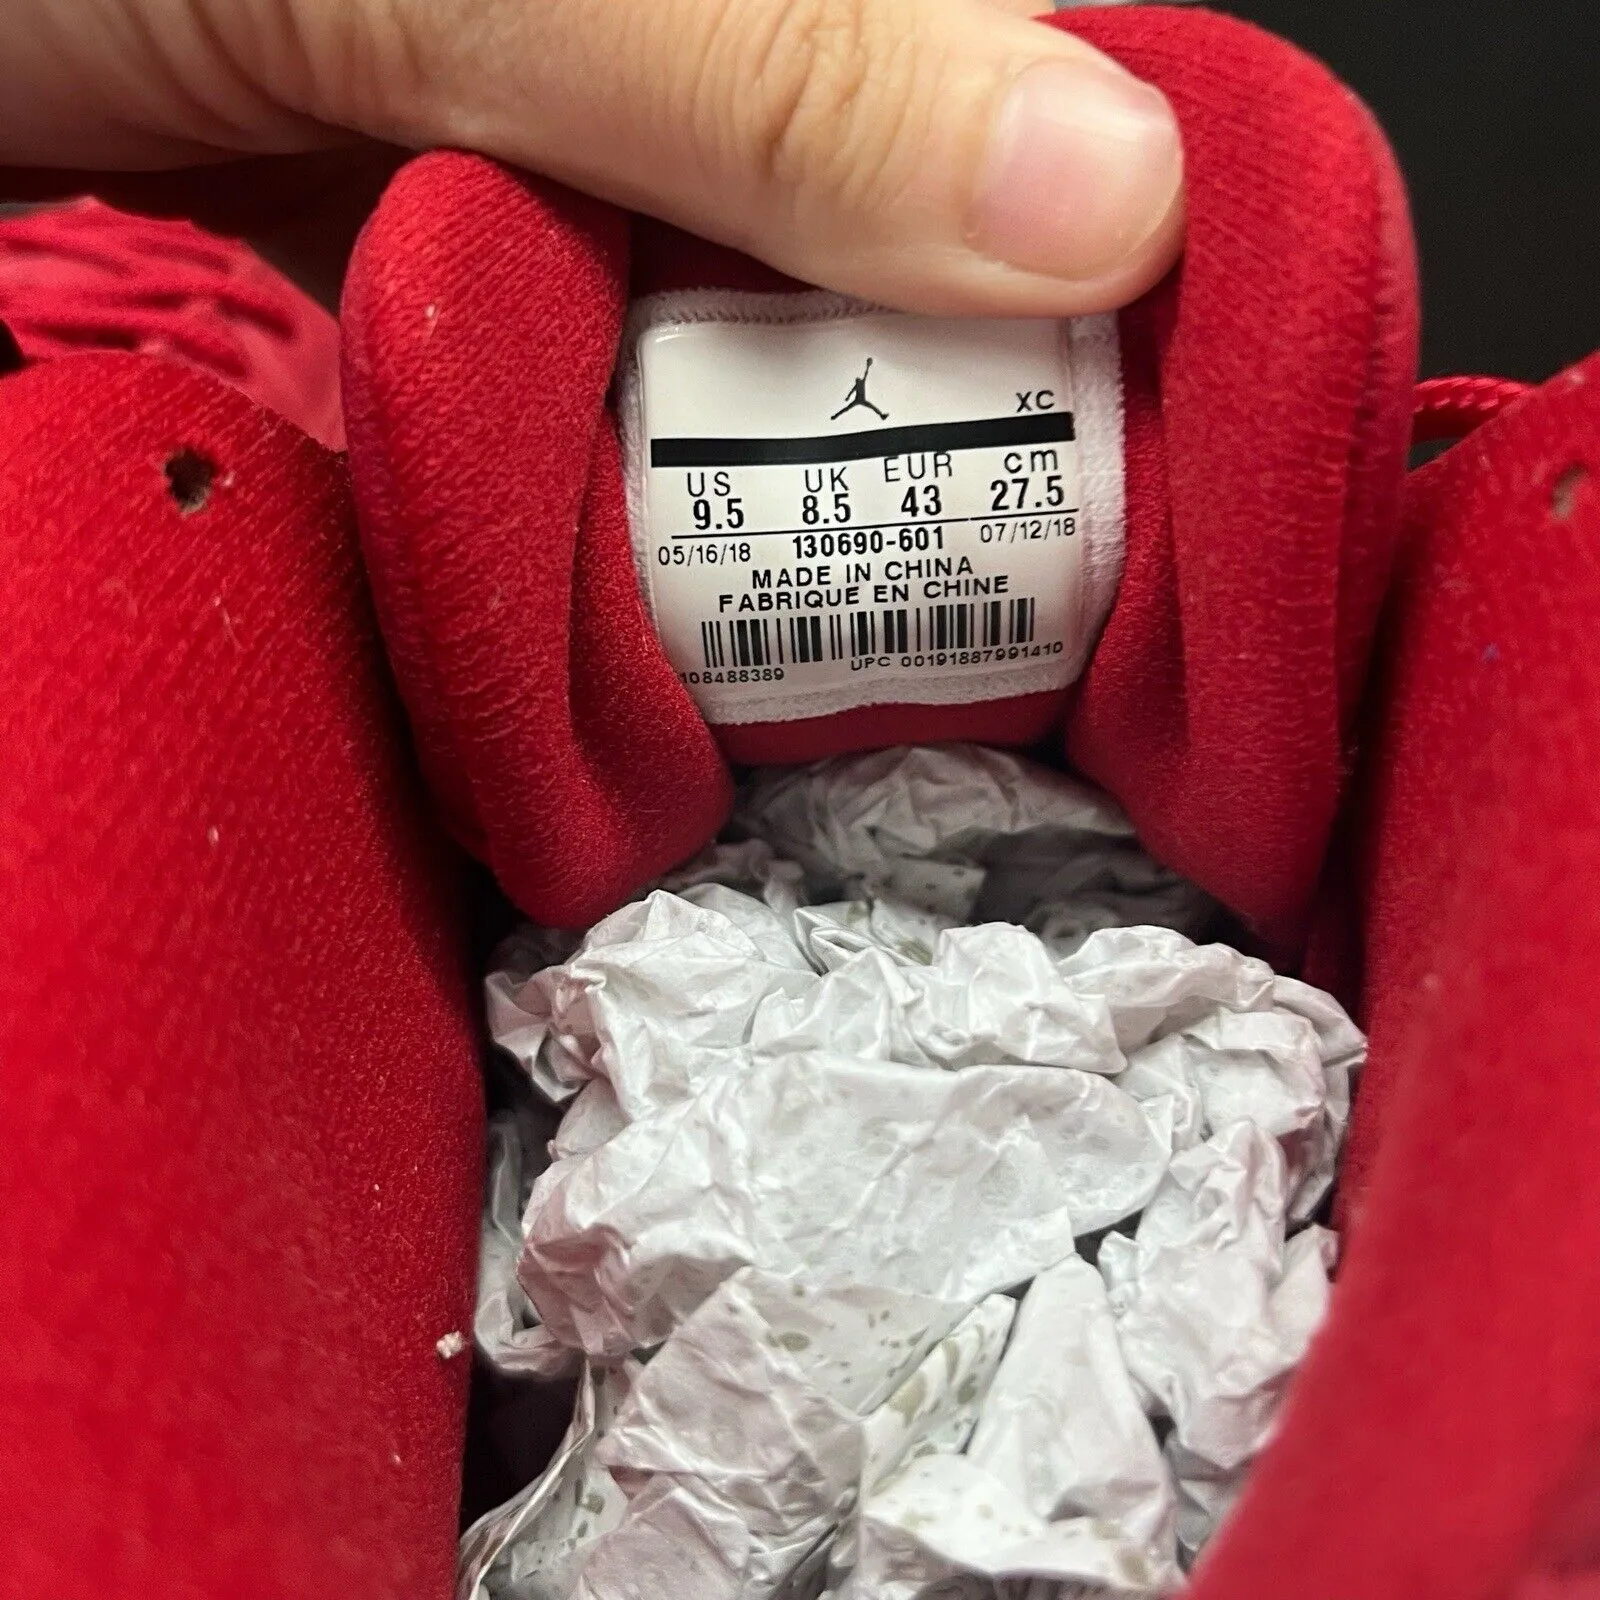 XC
US UK EUR cm
9.5 8.5 43 27.5
05/16/18 130690-601 07/12/18
MADE IN CHINA
FABRIQUE EN CHINE
108488389 UPC 00191887991410